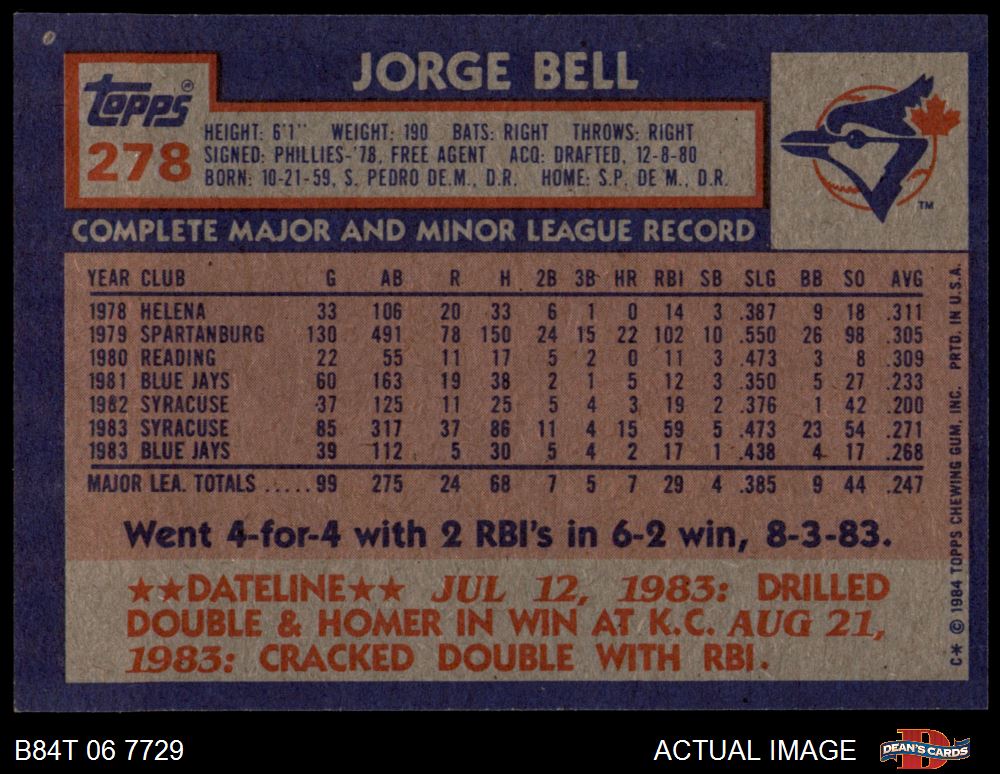 JORGE BELL
Topps®
278
HEIGHT: 6'1" WEIGHT: 190 BATS: RIGHT THROWS: RIGHT
SIGNED: PHILLIES-'78, FREE AGENT ACQ: DRAFTED, 12-8-80
BORN: 10-21-59, S. PEDRO DE.M., D.R. HOME: S.P. DE M., D.R.
TM
COMPLETE MAJOR AND MINOR LEAGUE RECORD
YEAR CLUB G AB R H 2B 3B HR RBI SB SLG BB SO AVG
1978 HELENA 33 106 20 33 6 1 0 14 3 .387 9 18 .311
1979 SPARTANBURG 130 491 78 150 24 15 22 102 10 .550 26 98 .305
1980 READING 22 55 11 17 5 2 0 11 3 .473 3 8 .309
1981 BLUE JAYS 60 163 19 38 2 1 5 12 3 .350 5 27 .233
1982 SYRACUSE 37 125 11 25 5 4 3 19 2 .376 1 42 .200
1983 SYRACUSE 85 317 37 86 11 4 15 59 5 .473 23 54 .271
1983 BLUE JAYS 39 112 5 30 5 4 2 17 1 .438 4 17 .268
MAJOR LEA. TOTALS .....99 275 24 68 7 5 7 29 4 .385 9 44 .247
Went 4-for-4 with 2 RBI's in 6-2 win, 8-3-83.
★★DATELINE★★ JUL 12, 1983: DRILLED
DOUBLE & HOMER IN WIN AT K.C. AUG 21,
1983: CRACKED DOUBLE WITH RBI.
C* © 1984 TOPPS CHEWING GUM, INC. PRTD. IN U.S.A.
B84T 06 7729
ACTUAL IMAGE
DEAN'S CARDS